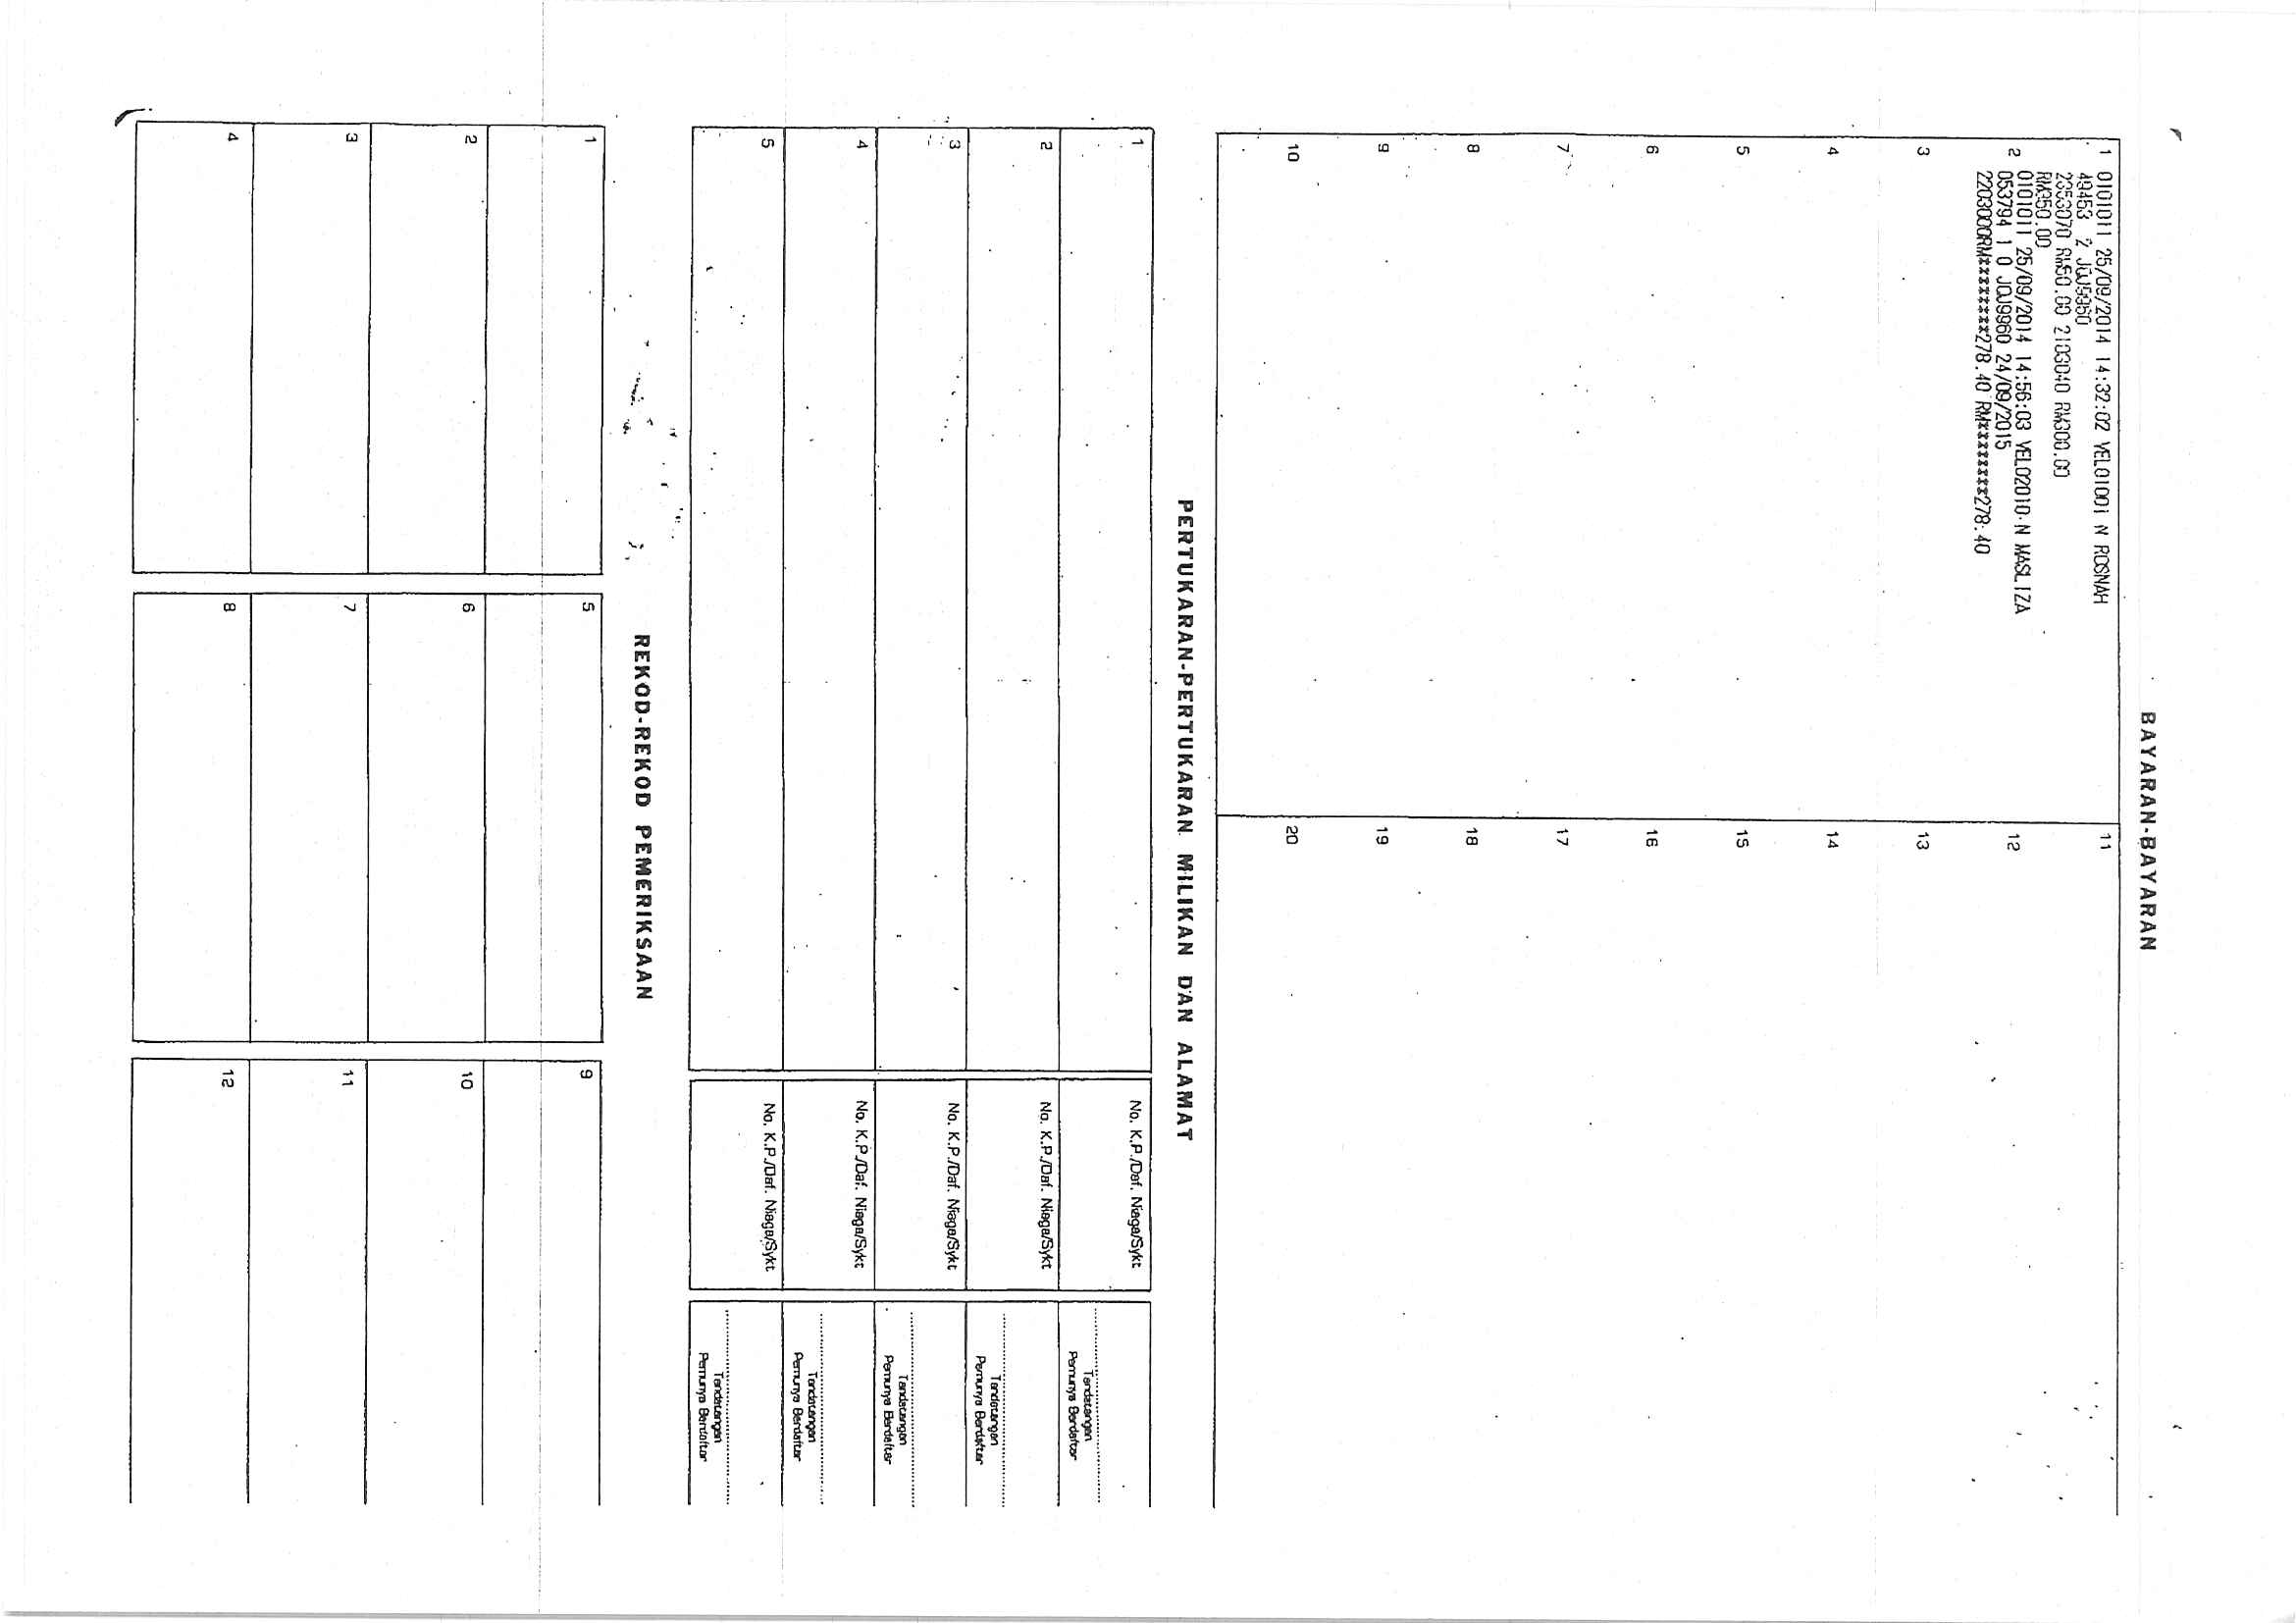 BAYARAN-BAYARAN
1 0101011 25/09/2014 14:32:02 VEL01001 N ROSNAH
49453 2 JQJ9960
2353070 RM50.00 2103040 RM300.00
RM350.00
2 0101011 25/09/2014 14:56:03 VEL02010 N MASLIZA
053794 1 0 JQJ9960 24/09/2015
2203000RM********278.40 RM********278.40
3
4
5
6
7
8
9
10
11
12
13
14
15
16
17
18
19
20
PERTUKARAN-PERTUKARAN MILIKAN DAN ALAMAT
1 No. K.P./Daf. Niaga/Sykt
Tandatangan
Pemunya Berdaftar
2 No. K.P./Daf. Niaga/Sykt
Tandatangan
Pemunya Berdaftar
3 No. K.P./Daf. Niaga/Sykt
Tandatangan
Pemunya Berdaftar
4 No. K.P./Daf. Niaga/Sykt
Tandatangan
Pemunya Berdaftar
5 No. K.P./Daf. Niaga/Sykt
Tandatangan
Pemunya Berdaftar
REKOD-REKOD PEMERIKSAAN
1 5 9
2 6 10
3 7 11
4 8 12